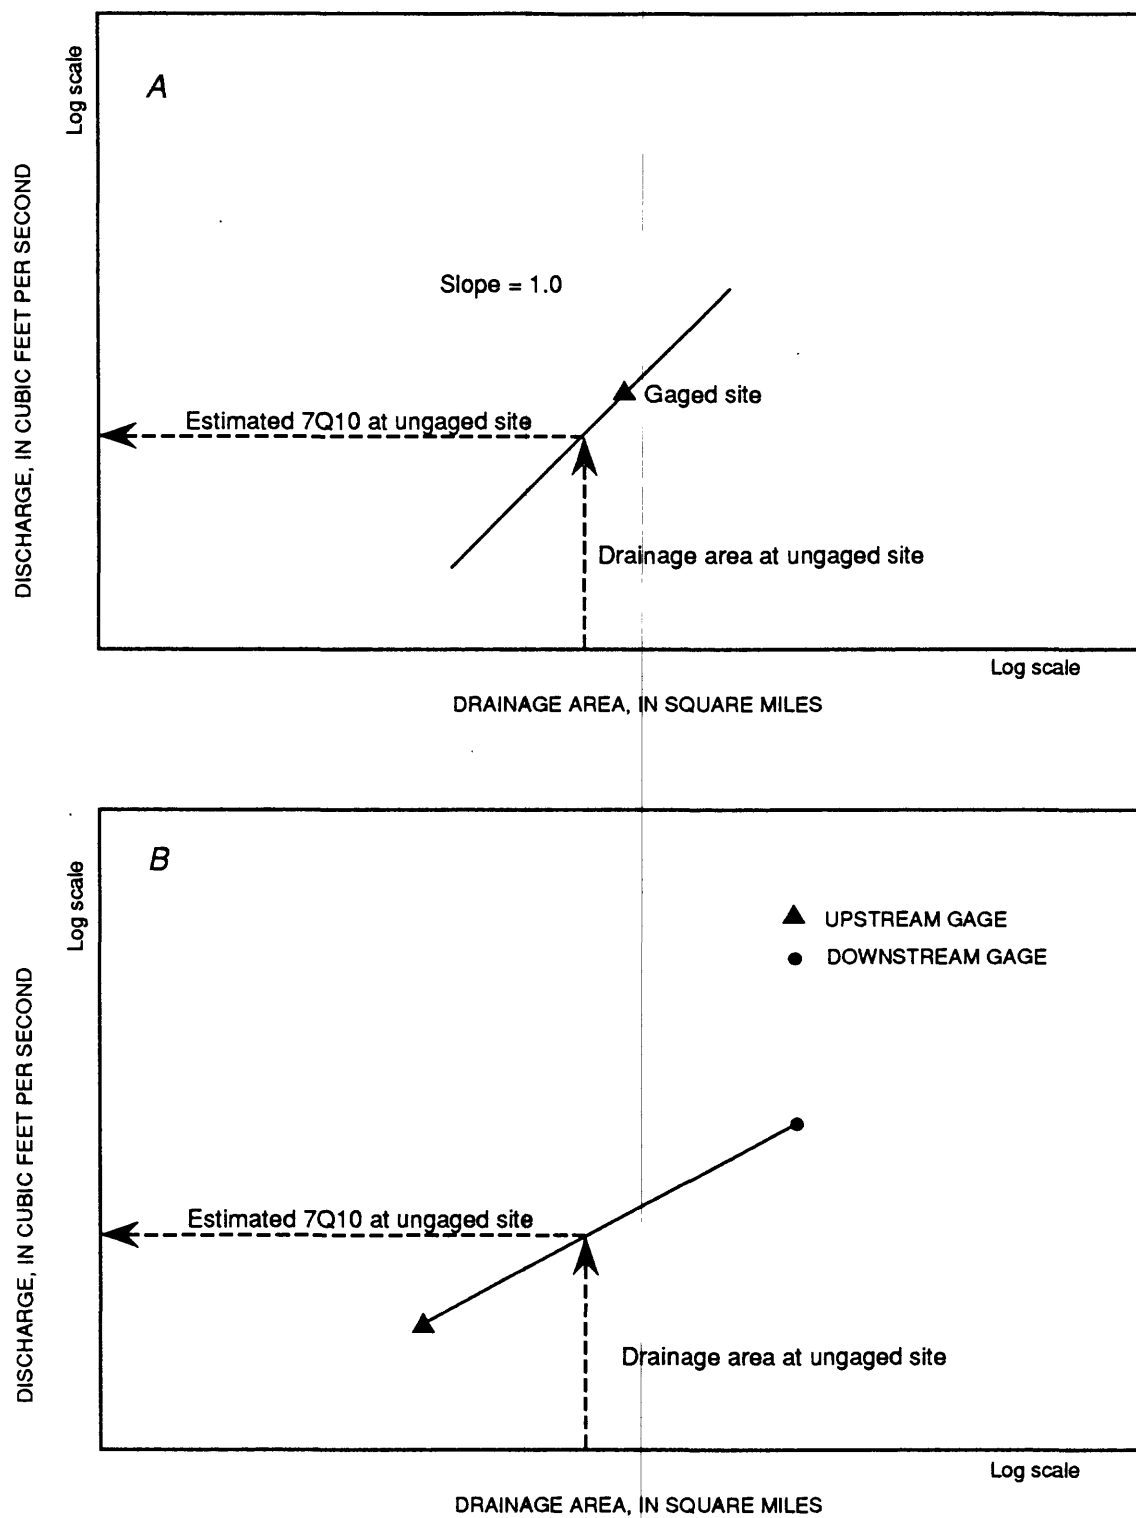 Log scale
A
DISCHARGE, IN CUBIC FEET PER SECOND
Slope = 1.0
Gaged site
Estimated 7Q10 at ungaged site
Drainage area at ungaged site
Log scale
DRAINAGE AREA, IN SQUARE MILES
Log scale
B
UPSTREAM GAGE
DOWNSTREAM GAGE
DISCHARGE, IN CUBIC FEET PER SECOND
Estimated 7Q10 at ungaged site
Drainage area at ungaged site
Log scale
DRAINAGE AREA, IN SQUARE MILES